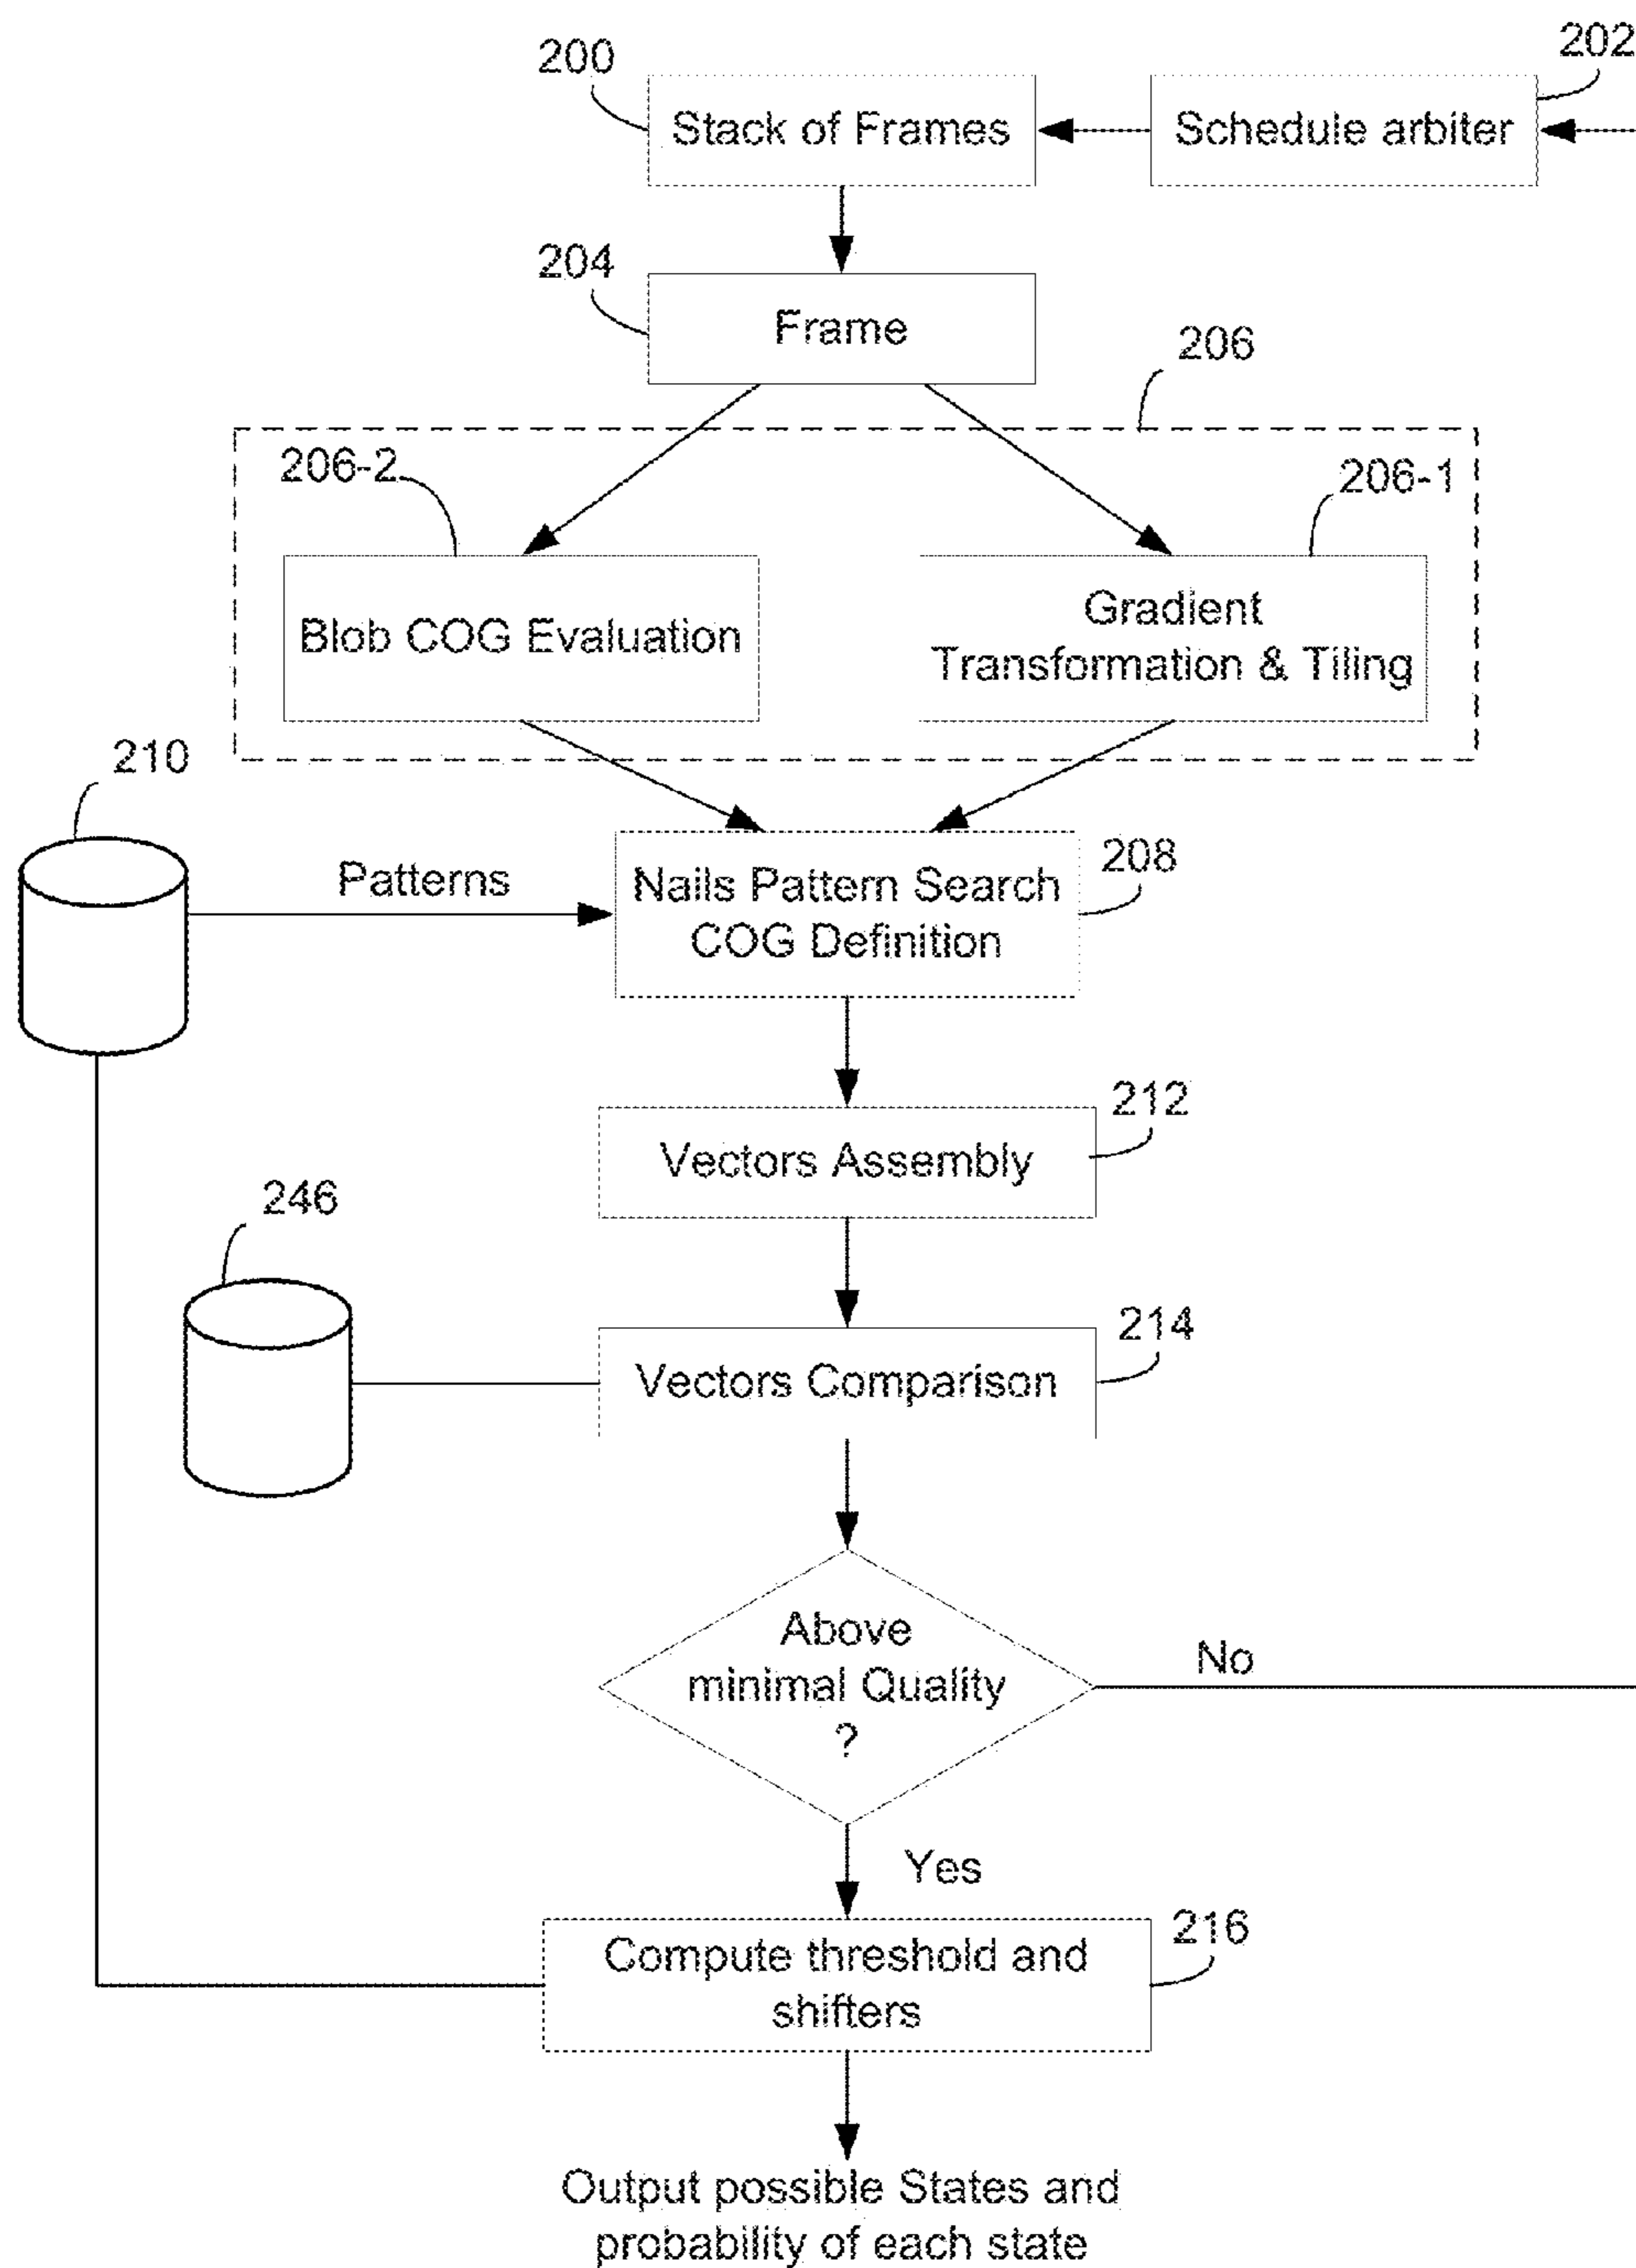 200
202
Stack of Frames
Schedule arbiter
204
Frame
206
206-2
206-1
Blob COG Evaluation
Gradient
Transformation & Tiling
210
Patterns
Nails Pattern Search
COG Definition
208
212
Vectors Assembly
246
214
Vectors Comparison
Above
minimal Quality
?
No
Yes
216
Compute threshold and
shifters
Output possible States and
probability of each state